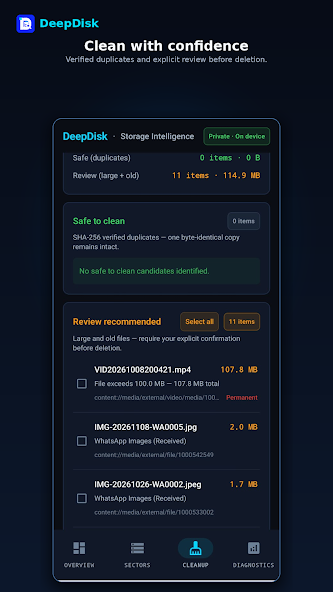 DeepDisk
Clean with confidence
Verified duplicates and explicit review before deletion.
DeepDisk · Storage Intelligence
Private · On device
Safe (duplicates) 0 items · 0 B
Review (large + old) 11 items · 114.9 MB
Safe to clean
0 items
SHA-256 verified duplicates — one byte-identical copy
remains intact.
No safe to clean candidates identified.
Review recommended
Select all
11 items
Large and old files — require your explicit confirmation
before deletion.
VID20261008200421.mp4 107.8 MB
File exceeds 100.0 MB — 107.8 MB total
content://media/external/video/media/100... Permanent
IMG-20261108-WA0005.jpg 2.0 MB
WhatsApp Images (Received)
content://media/external/file/1000542549
IMG-20261026-WA0002.jpeg 1.7 MB
WhatsApp Images (Received)
content://media/external/file/1000533002
OVERVIEW
SECTORS
CLEANUP
DIAGNOSTICS